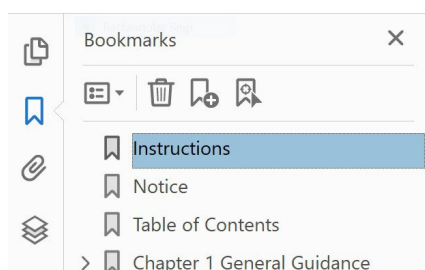 Bookmarks
Instructions
Notice
Table of Contents
Chapter 1 General Guidance